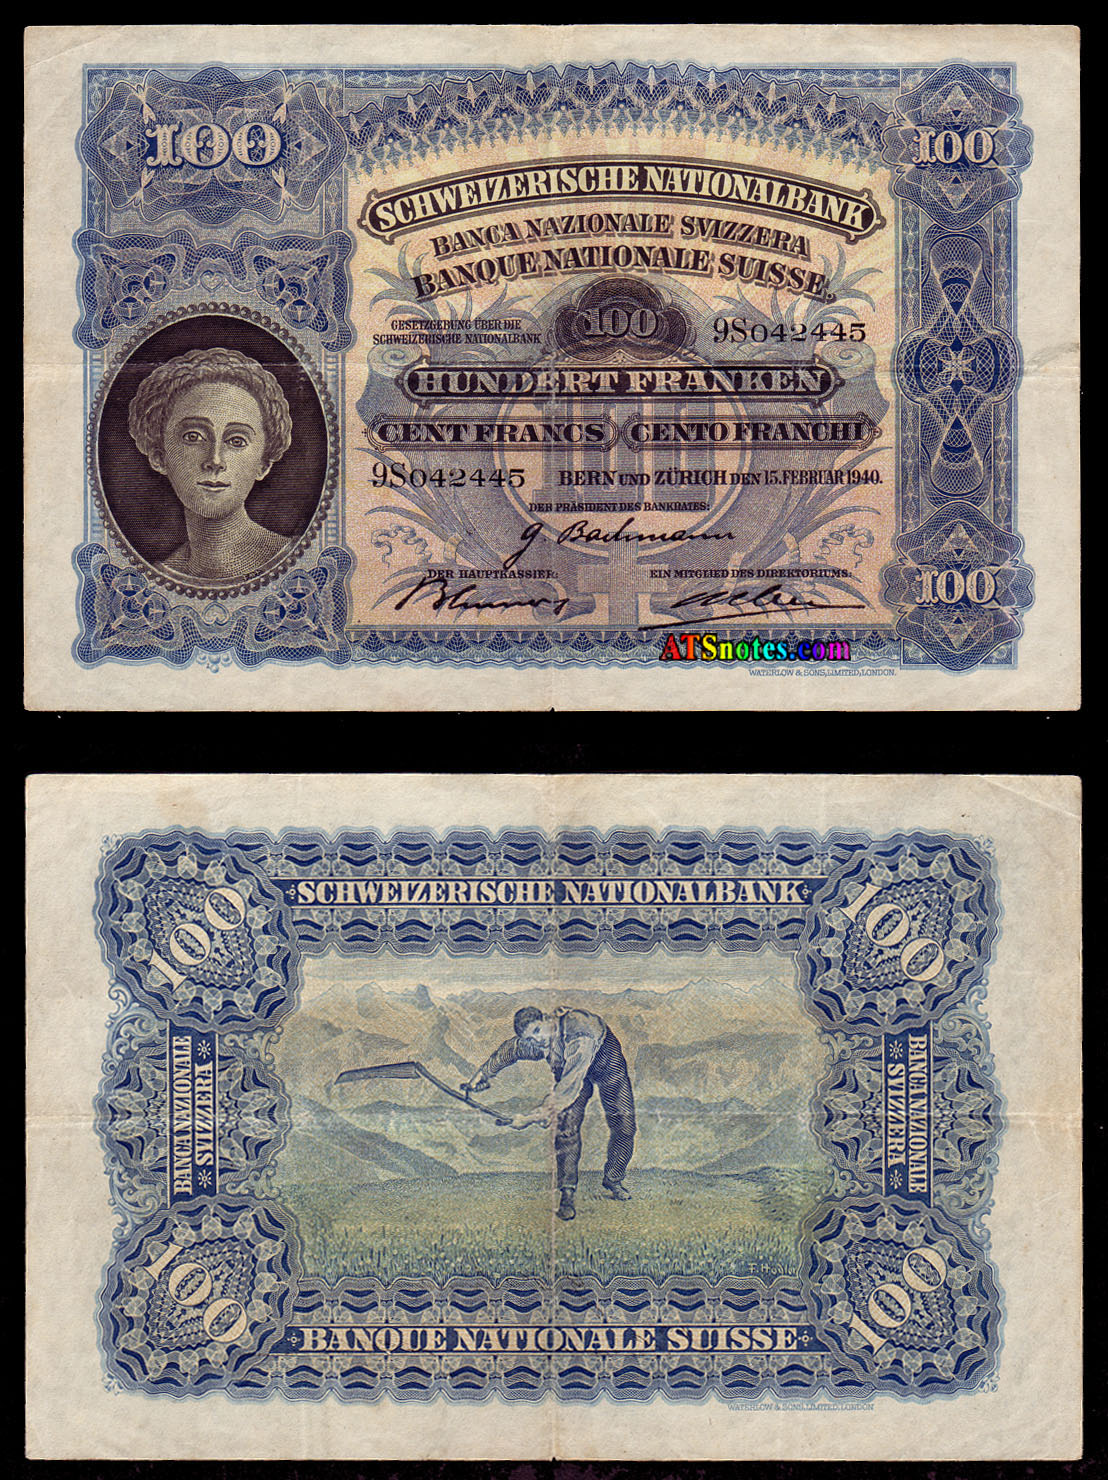 100
100
SCHWEIZERISCHE NATIONALBANK
BANCA NAZIONALE SVIZZERA
BANQUE NATIONALE SUISSE.
GESETZGEBUNG ÜBER DIE
SCHWEIZERISCHE NATIONALBANK
100
9S042445
HUNDERT FRANKEN
100
CENT FRANCS
CENTO FRANCHI
9S042445
BERN UND ZÜRICH DEN 15. FEBRUAR 1940.
DER PRÄSIDENT DES BANKRATES:
G Bachmann
DER HAUPTKASSIER:
EIN MITGLIED DES DIREKTORIUMS:
100
ATSnotes.com
WATERLOW & SONS, LIMITED, LONDON.
100
SCHWEIZERISCHE NATIONALBANK
100
BANCA NAZIONALE
SVIZZERA
BANCA NAZIONALE
SVIZZERA
F. Hodler
100
BANQUE NATIONALE SUISSE
100
WATERLOW & SONS, LIMITED, LONDON